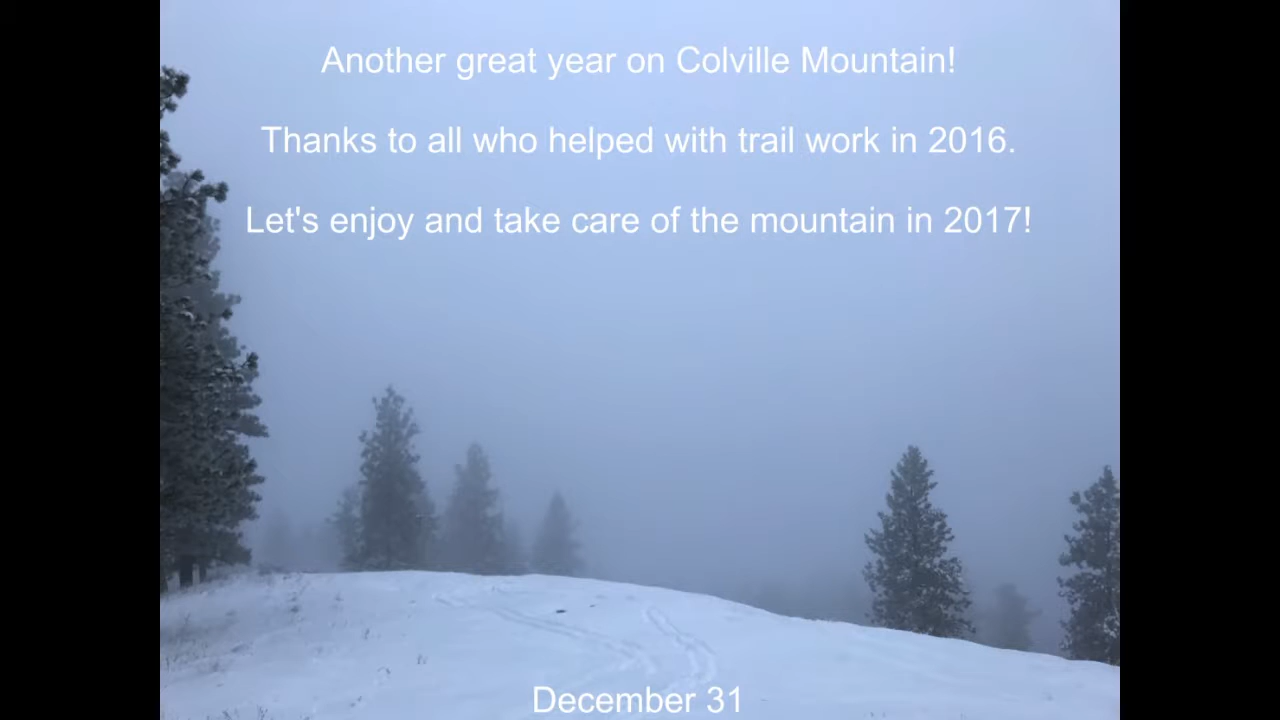 Another great year on Colville Mountain!
Thanks to all who helped with trail work in 2016.
Let's enjoy and take care of the mountain in 2017!
December 31